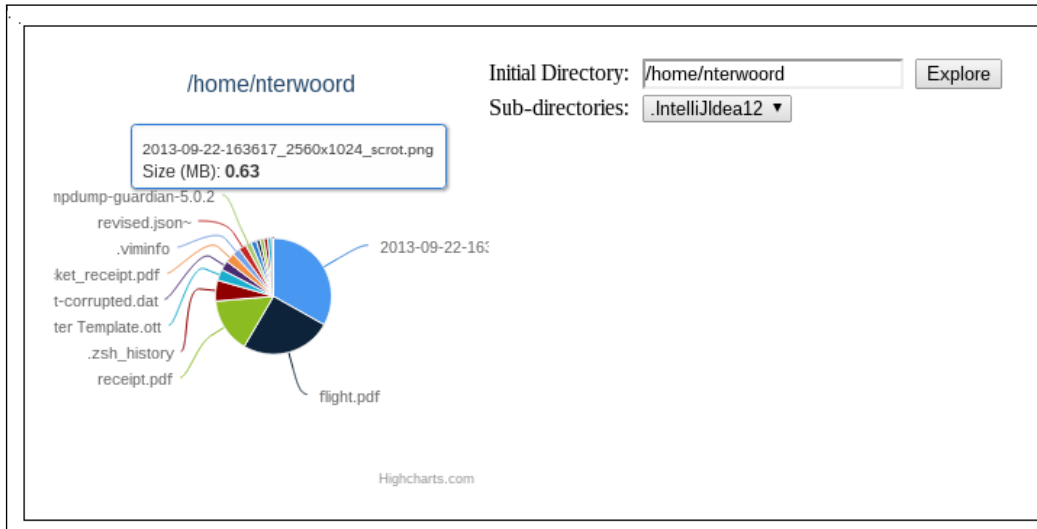 /home/nterwoord
Initial Directory: /home/nterwoord Explore
Sub-directories: .IntelliJIdea12 ▼
2013-09-22-163617_2560x1024_scrot.png
Size (MB): 0.63
mpdump-guardian-5.0.2
revised.json~
.viminfo
2013-09-22-163
ket_receipt.pdf
t-corrupted.dat
ter Template.ott
.zsh_history
receipt.pdf
flight.pdf
Highcharts.com